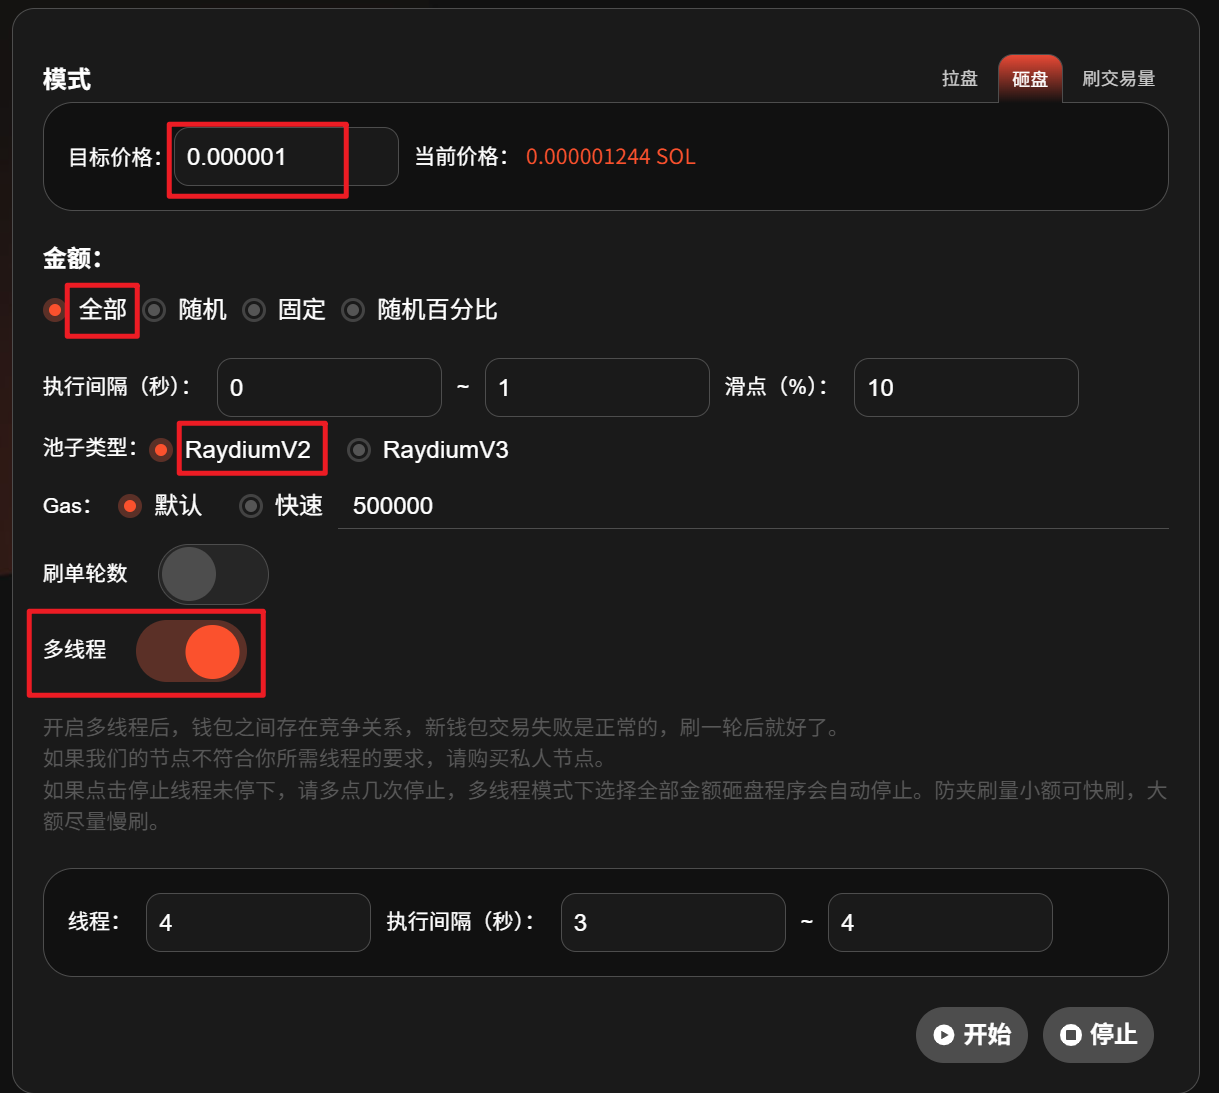 模式 拉盘 砸盘 刷交易量
目标价格： 0.000001 当前价格： 0.000001244 SOL
金额：
全部 随机 固定 随机百分比
执行间隔（秒）： 0 ~ 1 滑点（%）： 10
池子类型： RaydiumV2 RaydiumV3
Gas： 默认 快速 500000
刷单轮数
多线程
开启多线程后，钱包之间存在竞争关系，新钱包交易失败是正常的，刷一轮后就好了。
如果我们的节点不符合你所需线程的要求，请购买私人节点。
如果点击停止线程未停下，请多点几次停止，多线程模式下选择全部金额砸盘程序会自动停止。防夹刷量小额可快刷，大
额尽量慢刷。
线程： 4 执行间隔（秒）： 3 ~ 4
开始 停止